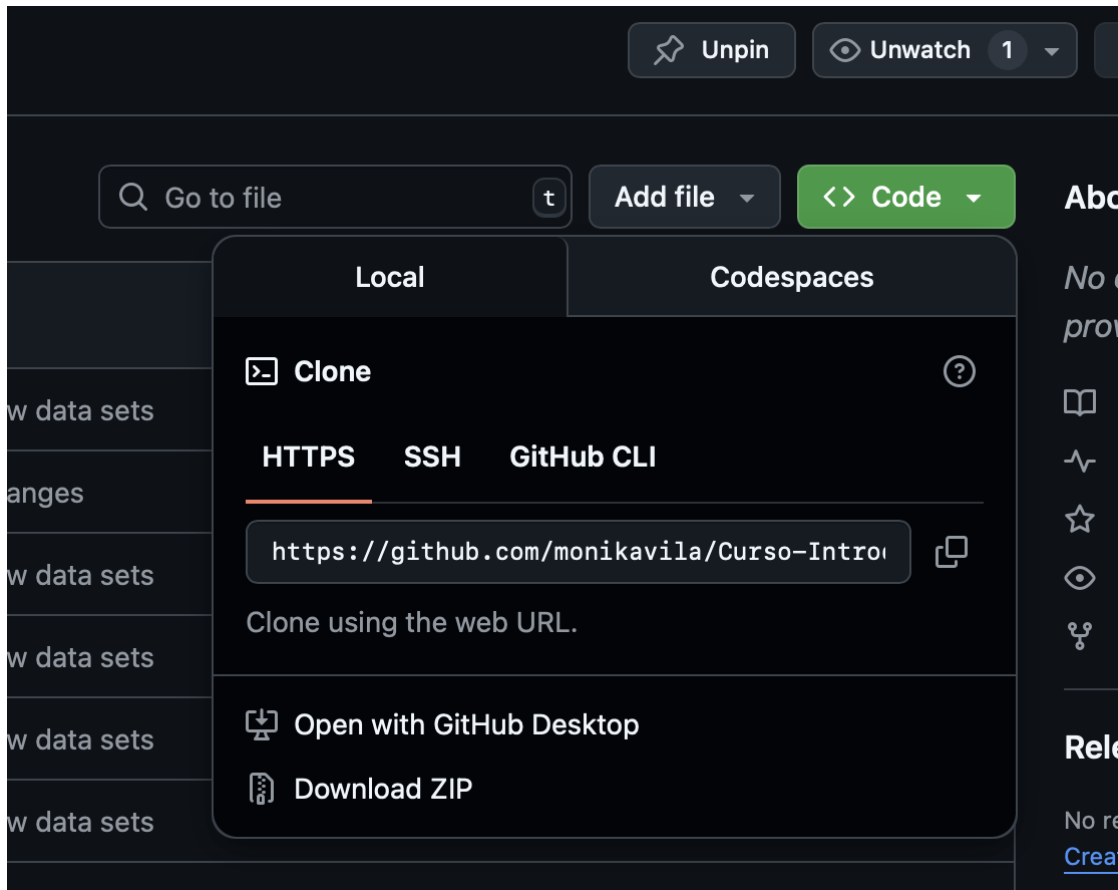 Unpin
Unwatch 1
Go to file t
Add file
<> Code
Local
Codespaces
Clone
HTTPS SSH GitHub CLI
https://github.com/monikavila/Curso-Intro
Clone using the web URL.
Open with GitHub Desktop
Download ZIP
w data sets
anges
w data sets
w data sets
w data sets
w data sets
Abo
No
prov
Rele
No re
Crea